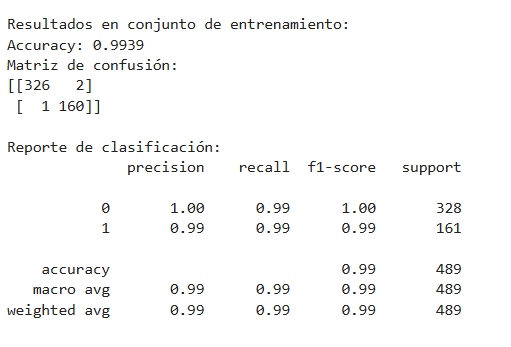 Resultados en conjunto de entrenamiento:
Accuracy: 0.9939
Matriz de confusión:
[[326   2]
 [  1 160]]
Reporte de clasificación:
              precision    recall  f1-score   support
           0       1.00      0.99      1.00       328
           1       0.99      0.99      0.99       161
    accuracy                           0.99       489
   macro avg       0.99      0.99      0.99       489
weighted avg       0.99      0.99      0.99       489